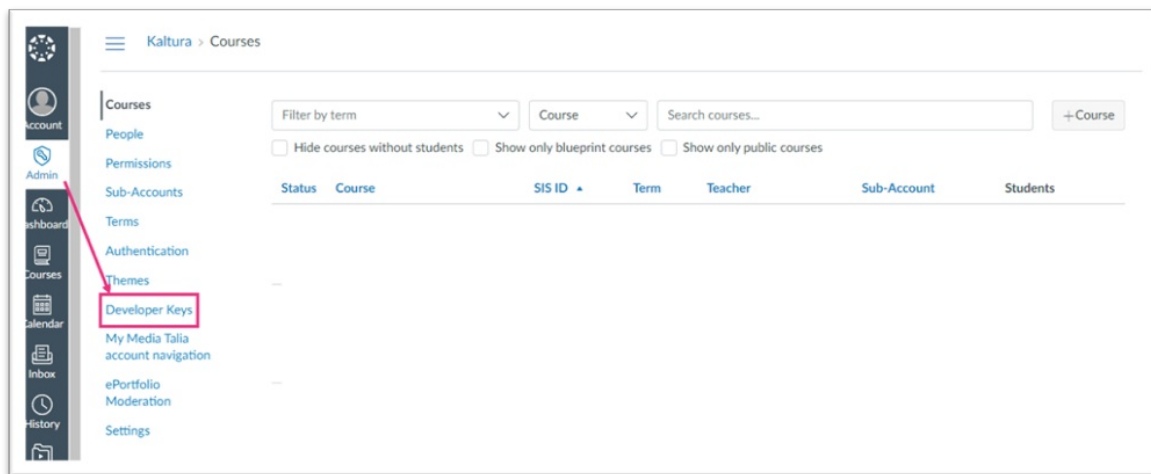 Kaltura > Courses
Account
Admin
Dashboard
Courses
Calendar
Inbox
History
Courses
People
Permissions
Sub-Accounts
Terms
Authentication
Themes
Developer Keys
My Media Talia
account navigation
ePortfolio
Moderation
Settings
Filter by term
Course
Search courses...
+Course
Hide courses without students
Show only blueprint courses
Show only public courses
Status Course SIS ID ▲ Term Teacher Sub-Account Students